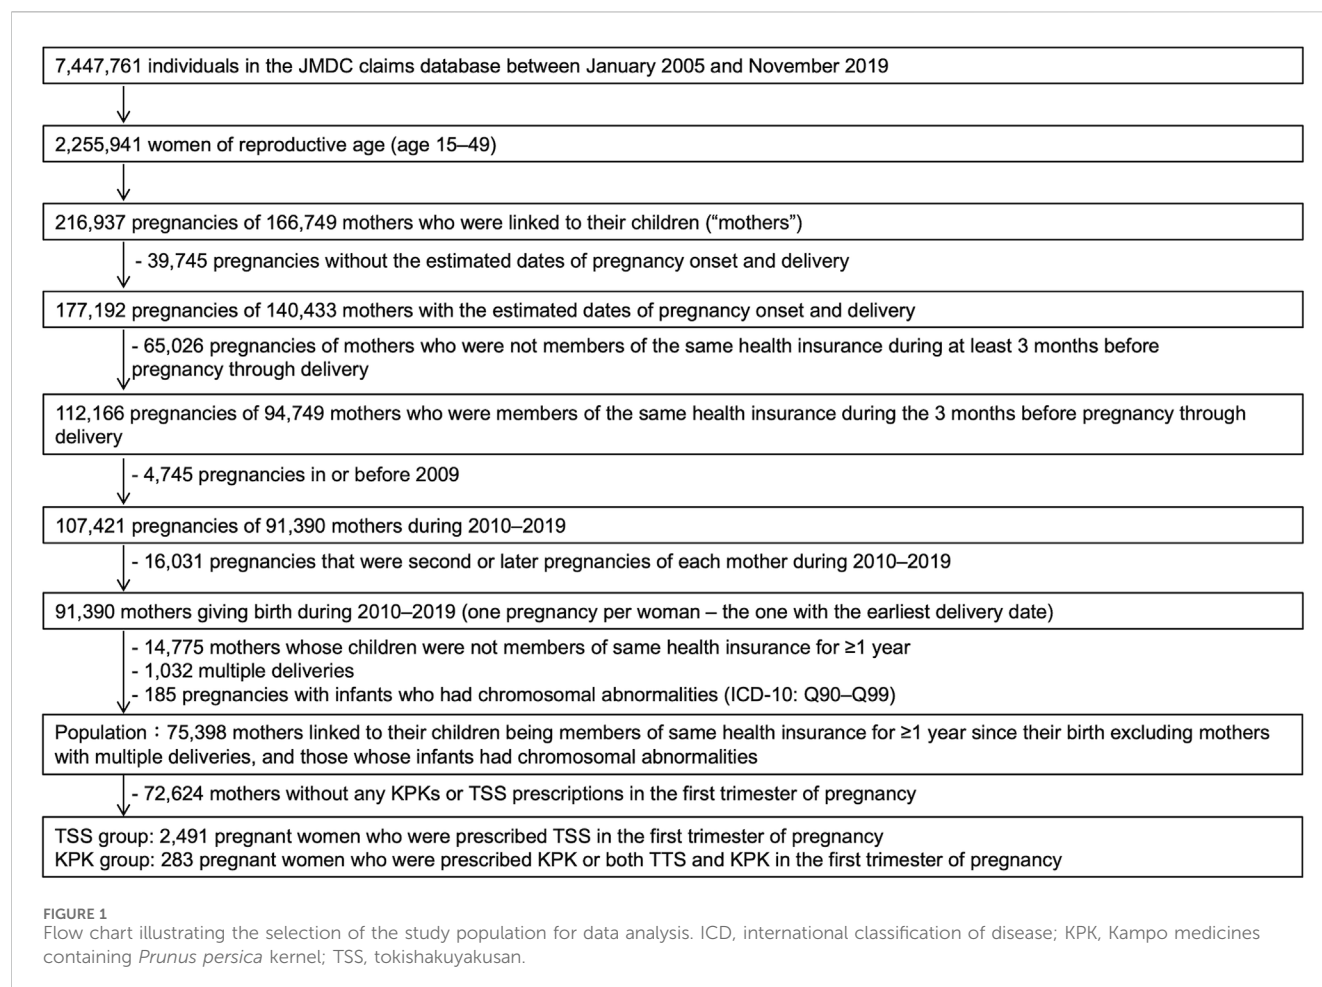 7,447,761 individuals in the JMDC claims database between January 2005 and November 2019
2,255,941 women of reproductive age (age 15–49)
216,937 pregnancies of 166,749 mothers who were linked to their children (“mothers”)
- 39,745 pregnancies without the estimated dates of pregnancy onset and delivery
177,192 pregnancies of 140,433 mothers with the estimated dates of pregnancy onset and delivery
- 65,026 pregnancies of mothers who were not members of the same health insurance during at least 3 months before
pregnancy through delivery
112,166 pregnancies of 94,749 mothers who were members of the same health insurance during the 3 months before pregnancy through
delivery
- 4,745 pregnancies in or before 2009
107,421 pregnancies of 91,390 mothers during 2010–2019
- 16,031 pregnancies that were second or later pregnancies of each mother during 2010–2019
91,390 mothers giving birth during 2010–2019 (one pregnancy per woman – the one with the earliest delivery date)
- 14,775 mothers whose children were not members of same health insurance for ≥1 year
- 1,032 multiple deliveries
- 185 pregnancies with infants who had chromosomal abnormalities (ICD-10: Q90–Q99)
Population：75,398 mothers linked to their children being members of same health insurance for ≥1 year since their birth excluding mothers
with multiple deliveries, and those whose infants had chromosomal abnormalities
- 72,624 mothers without any KPKs or TSS prescriptions in the first trimester of pregnancy
TSS group: 2,491 pregnant women who were prescribed TSS in the first trimester of pregnancy
KPK group: 283 pregnant women who were prescribed KPK or both TTS and KPK in the first trimester of pregnancy
FIGURE 1
Flow chart illustrating the selection of the study population for data analysis. ICD, international classification of disease; KPK, Kampo medicines
containing Prunus persica kernel; TSS, tokishakuyakusan.